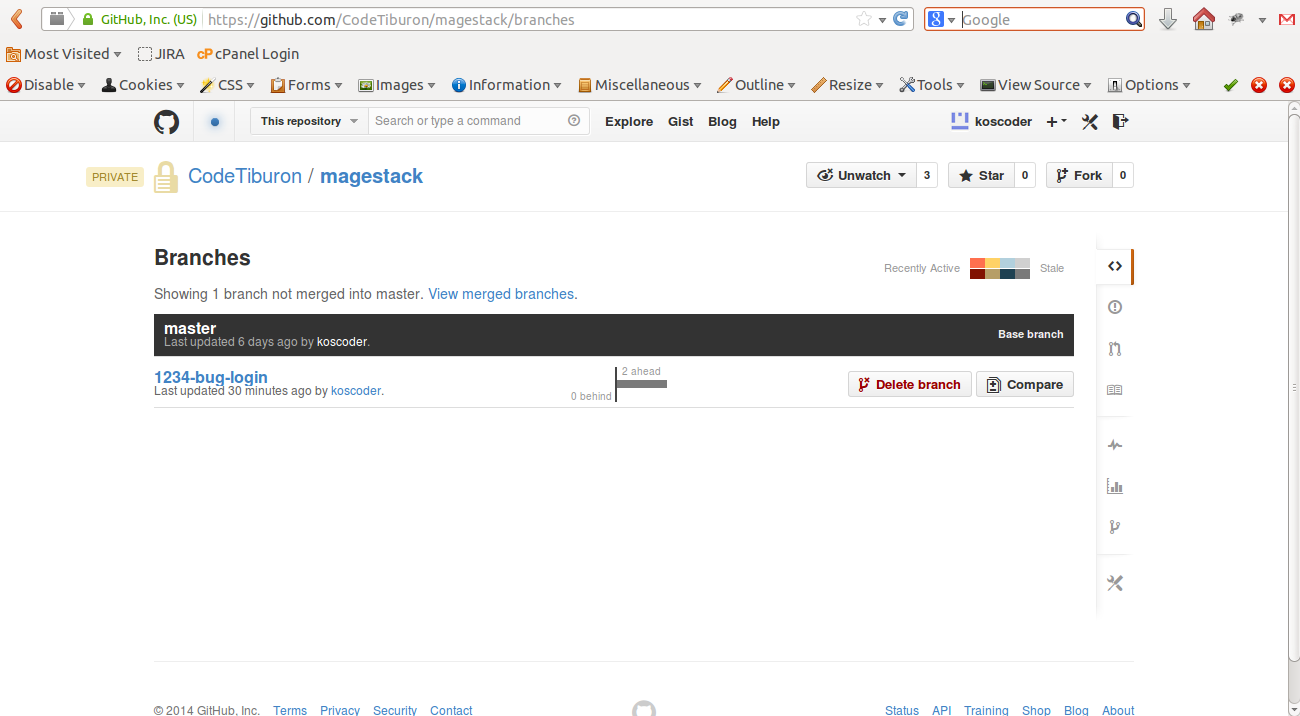 GitHub, Inc. (US) https://github.com/CodeTiburon/magestack/branches Google
Most Visited JIRA cPanel Login
Disable Cookies CSS Forms Images Information Miscellaneous Outline Resize Tools View Source Options
This repository Search or type a command Explore Gist Blog Help koscoder
PRIVATE CodeTiburon / magestack Unwatch 3 Star 0 Fork 0
Branches
Recently Active Stale
Showing 1 branch not merged into master. View merged branches.
master
Last updated 6 days ago by koscoder.
Base branch
1234-bug-login
Last updated 30 minutes ago by koscoder.
2 ahead
0 behind
Delete branch Compare
© 2014 GitHub, Inc. Terms Privacy Security Contact Status API Training Shop Blog About